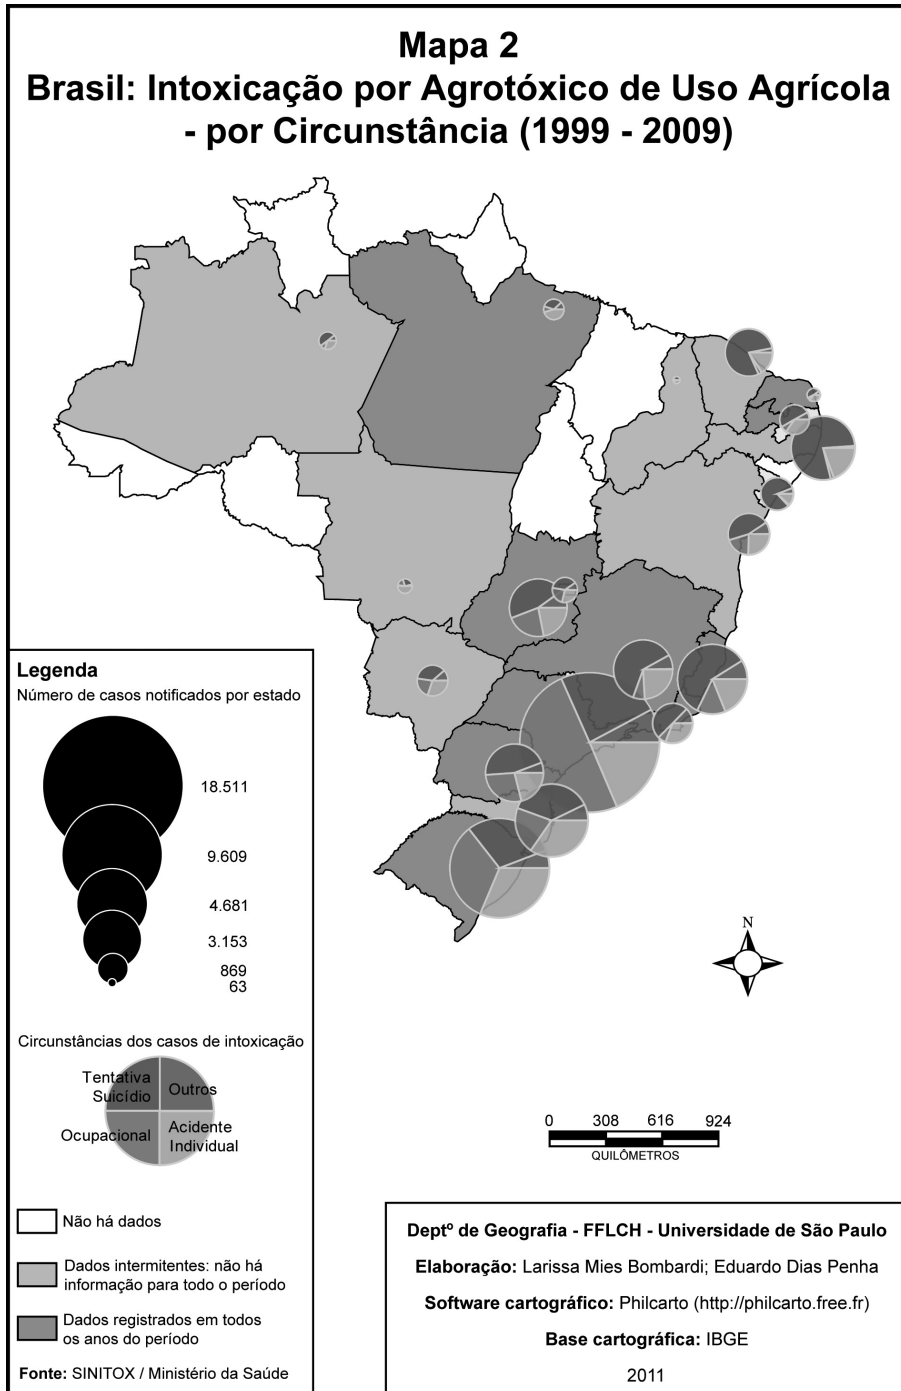 Mapa 2
Brasil: Intoxicação por Agrotóxico de Uso Agrícola
- por Circunstância (1999 - 2009)
Legenda
Número de casos notificados por estado
18.511
9.609
4.681
3.153
869
63
Circunstâncias dos casos de intoxicação
Tentativa
Suicídio
Outros
Ocupacional
Acidente
Individual
Não há dados
Dados intermitentes: não há
informação para todo o período
Dados registrados em todos
os anos do período
Fonte: SINITOX / Ministério da Saúde
N
0 308 616 924
QUILÔMETROS
Deptº de Geografia - FFLCH - Universidade de São Paulo
Elaboração: Larissa Mies Bombardi; Eduardo Dias Penha
Software cartográfico: Philcarto (http://philcarto.free.fr)
Base cartográfica: IBGE
2011